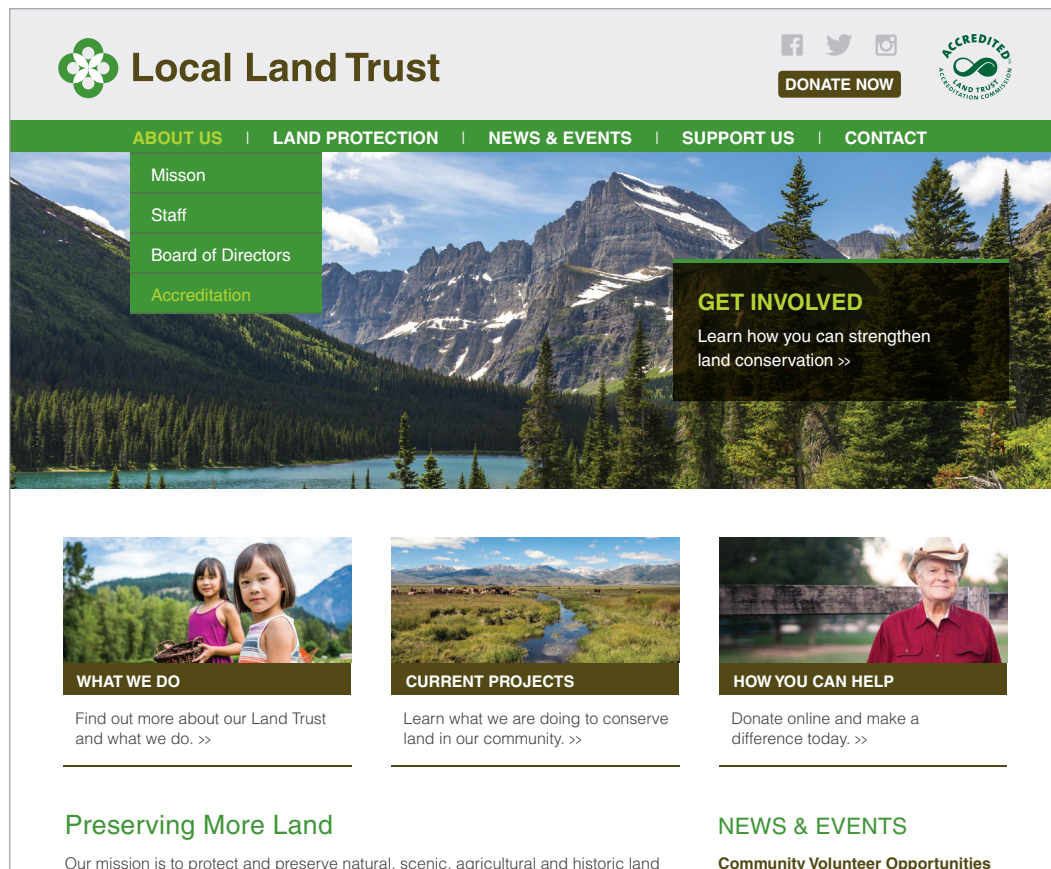 Local Land Trust
DONATE NOW
ACCREDITED
LAND TRUST
ACCREDITATION COMMISSION
ABOUT US | LAND PROTECTION | NEWS & EVENTS | SUPPORT US | CONTACT
Misson
Staff
Board of Directors
Accreditation
GET INVOLVED
Learn how you can strengthen
land conservation >>
WHAT WE DO
Find out more about our Land Trust
and what we do. >>
CURRENT PROJECTS
Learn what we are doing to conserve
land in our community. >>
HOW YOU CAN HELP
Donate online and make a
difference today. >>
Preserving More Land
Our mission is to protect and preserve natural, scenic, agricultural and historic land
NEWS & EVENTS
Community Volunteer Opportunities